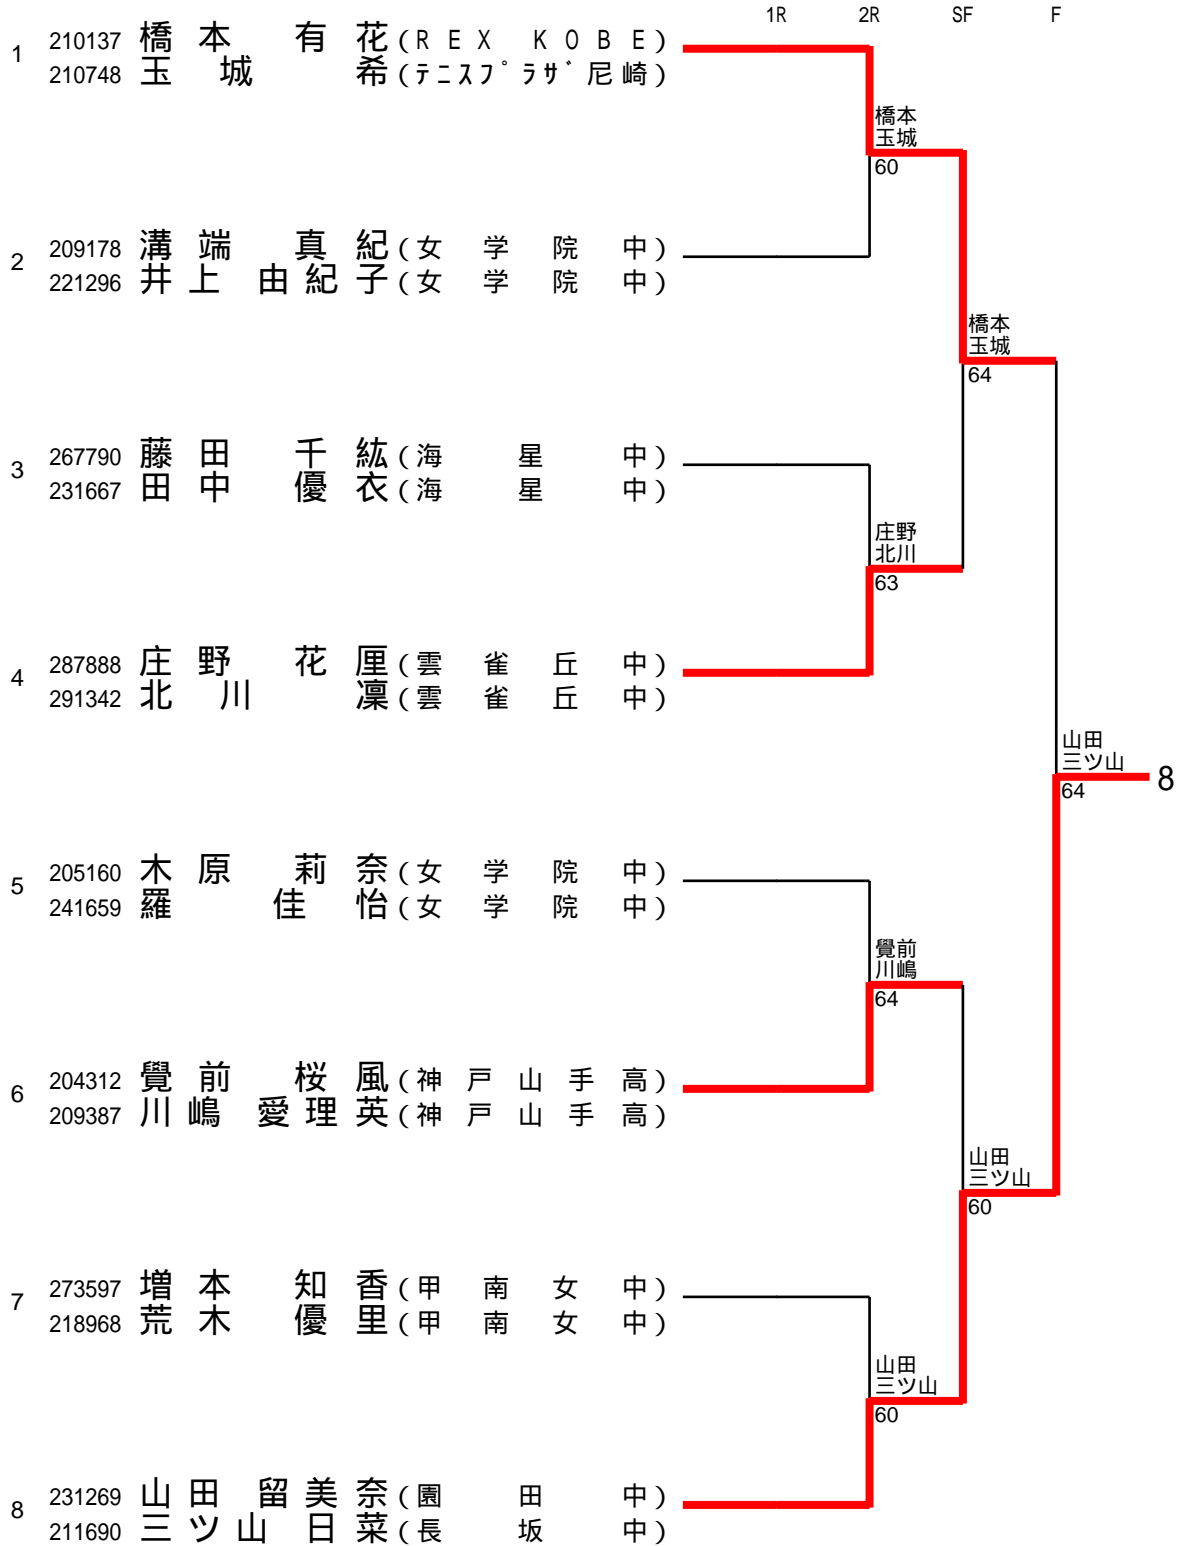 1R 2R SF F
1
210137 橋本 有花 (REX KOBE)
210748 玉城 希 (ﾃﾆｽﾌﾟﾗｻﾞ尼崎)
橋本
玉城
60
2
209178 溝端 真紀 (女学院中)
221296 井上 由紀子 (女学院中)
橋本
玉城
64
3
267790 藤田 千紘 (海星中)
231667 田中 優衣 (海星中)
庄野
北川
63
4
287888 庄野 花厘 (雲雀丘中)
291342 北川 凜 (雲雀丘中)
山田
三ツ山
64
8
5
205160 木原 莉奈 (女学院中)
241659 羅 佳怡 (女学院中)
覺前
川嶋
64
6
204312 覺前 桜風 (神戸山手高)
209387 川嶋 愛理英 (神戸山手高)
山田
三ツ山
60
7
273597 増本 知香 (甲南女中)
218968 荒木 優里 (甲南女中)
山田
三ツ山
60
8
231269 山田 留美奈 (園田中)
211690 三ツ山 日菜 (長坂中)